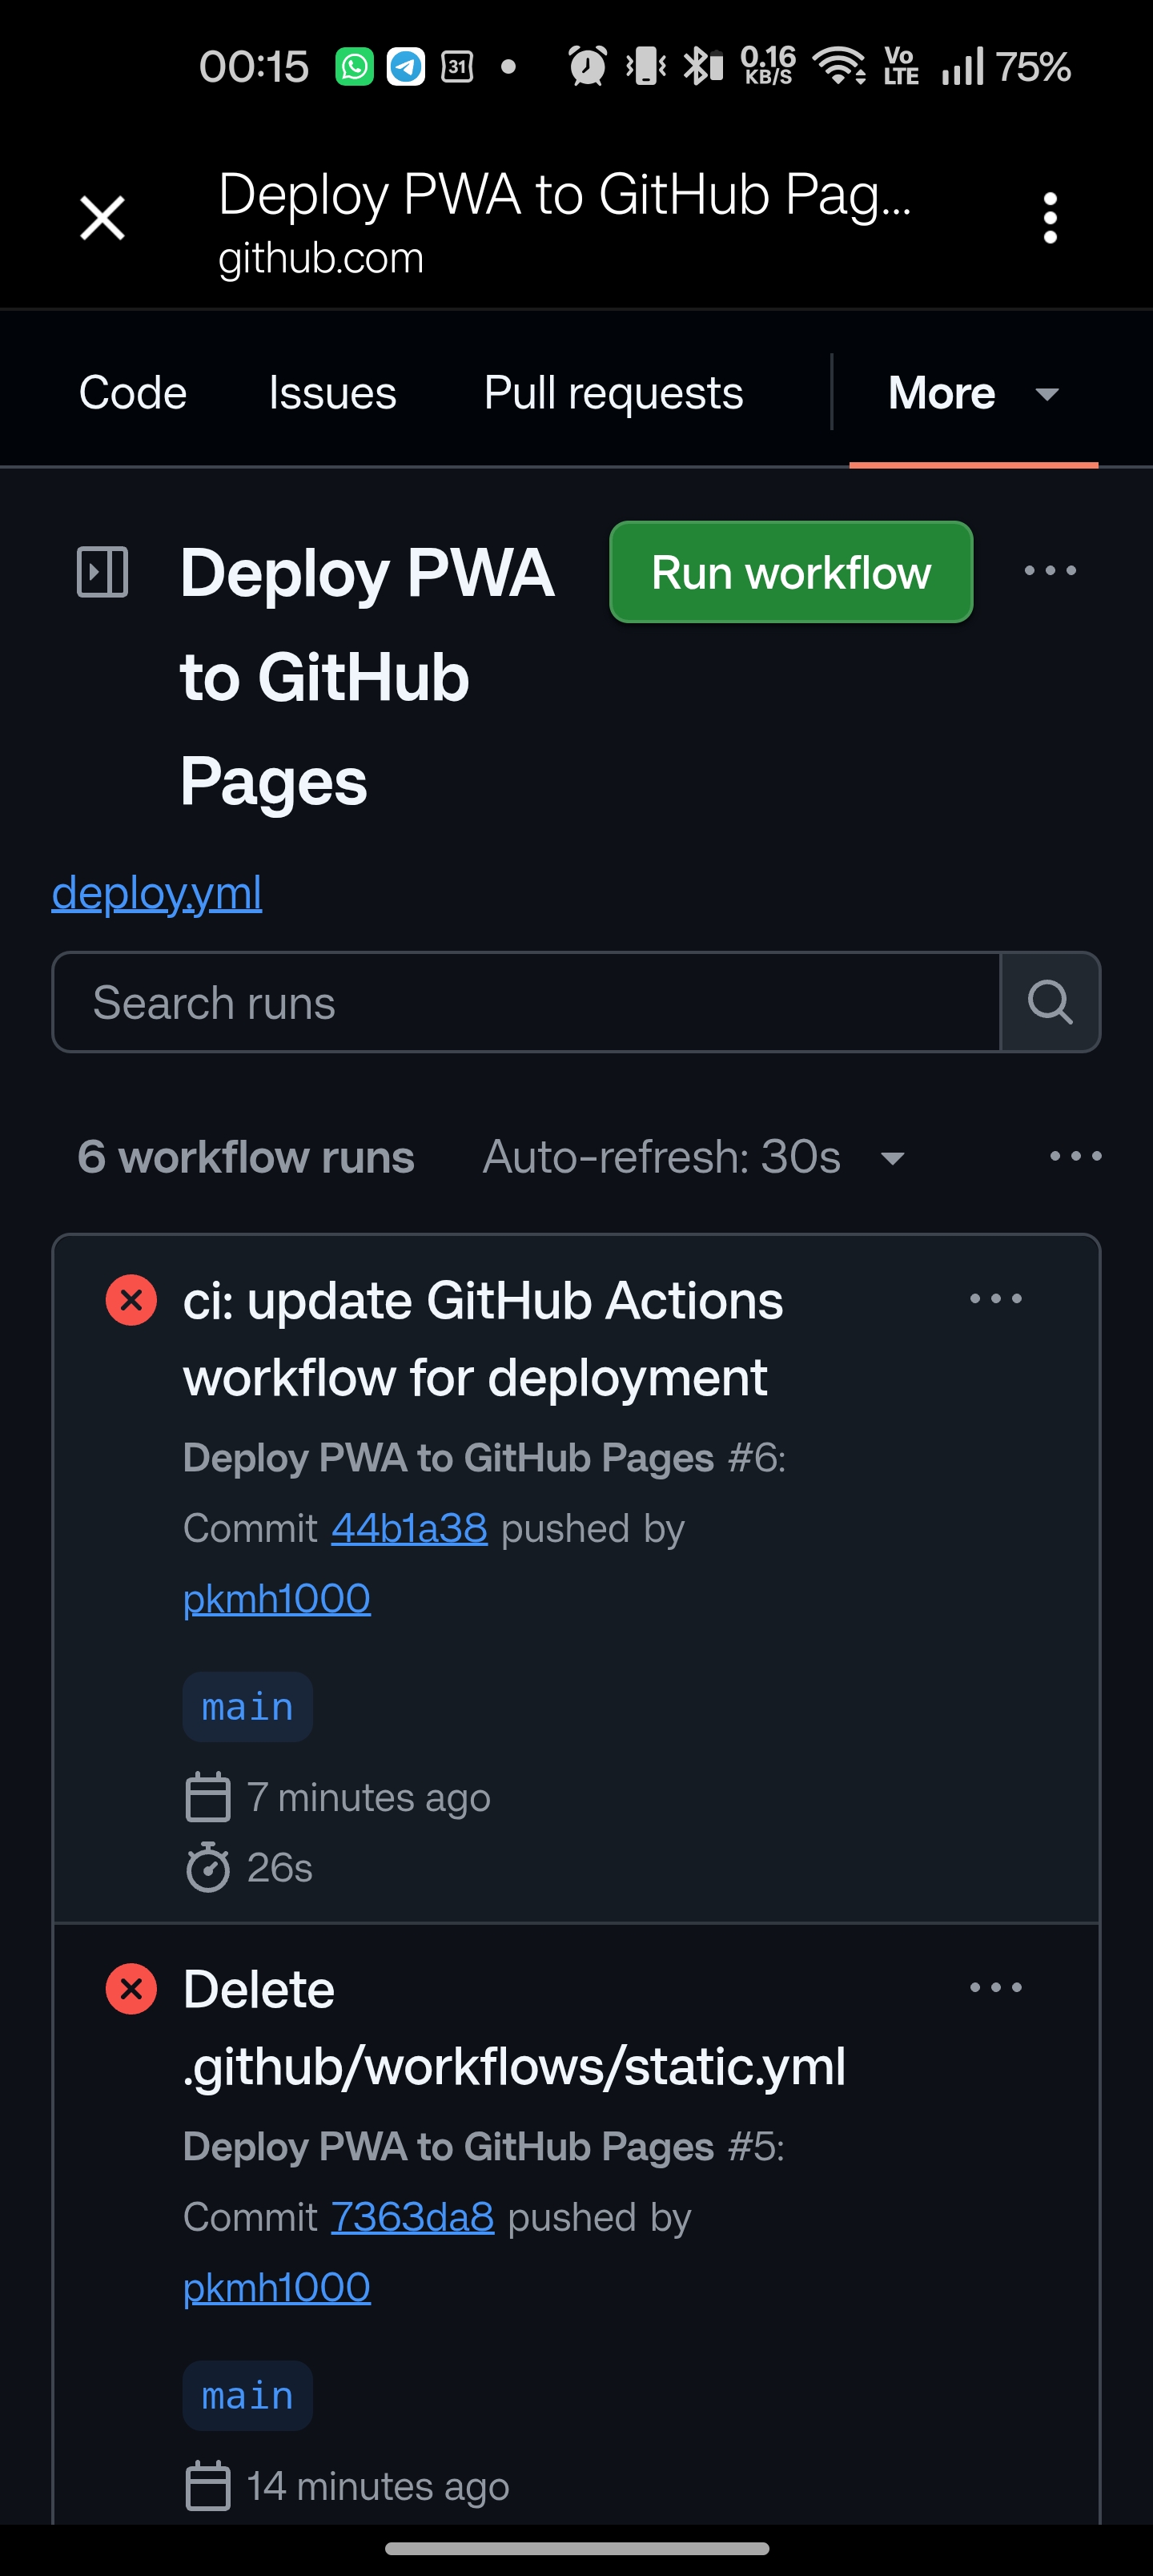 00:15 31 0.16 KB/S Vo LTE 75%
Deploy PWA to GitHub Pag...
github.com
Code Issues Pull requests More
Deploy PWA Run workflow
to GitHub
Pages
deploy.yml
Search runs
6 workflow runs Auto-refresh: 30s
ci: update GitHub Actions
workflow for deployment
Deploy PWA to GitHub Pages #6:
Commit 44b1a38 pushed by
pkmh1000
main
7 minutes ago
26s
Delete
.github/workflows/static.yml
Deploy PWA to GitHub Pages #5:
Commit 7363da8 pushed by
pkmh1000
main
14 minutes ago